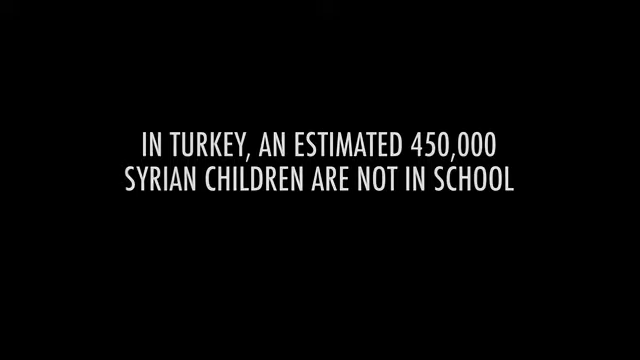 IN TURKEY, AN ESTIMATED 450,000
SYRIAN CHILDREN ARE NOT IN SCHOOL